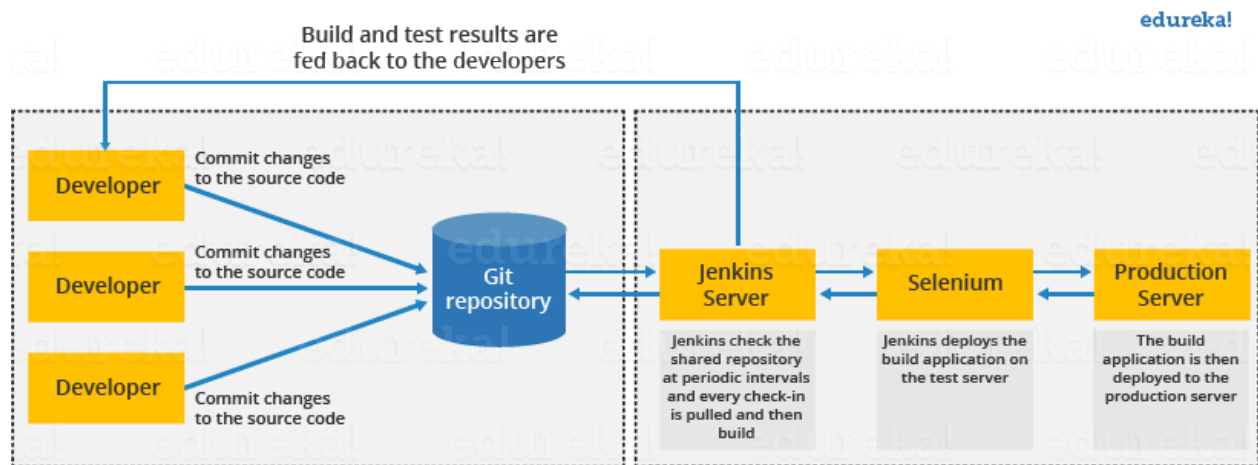 edureka!
Build and test results are
fed back to the developers
Developer
Commit changes
to the source code
Developer
Commit changes
to the source code
Developer
Commit changes
to the source code
Git
repository
Jenkins
Server
Jenkins check the
shared repository
at periodic intervals
and every check-in
is pulled and then
build
Selenium
Jenkins deploys the
build application on
the test server
Production
Server
The build
application is then
deployed to the
production server